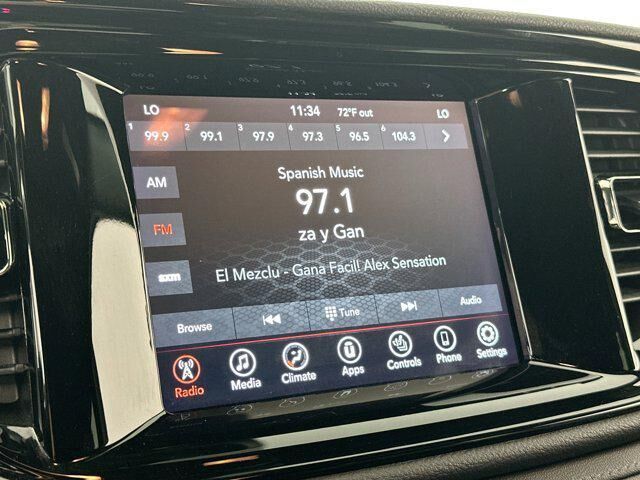 LO 11:34 72°F out LO
1 99.9 2 99.1 3 97.9 4 97.3 5 96.5 6 104.3
AM
Spanish Music
97.1
FM
za y Gan
sxm
El Mezclu - Gana Facil! Alex Sensation
Browse Tune Audio
Radio Media Climate Apps Controls Phone Settings